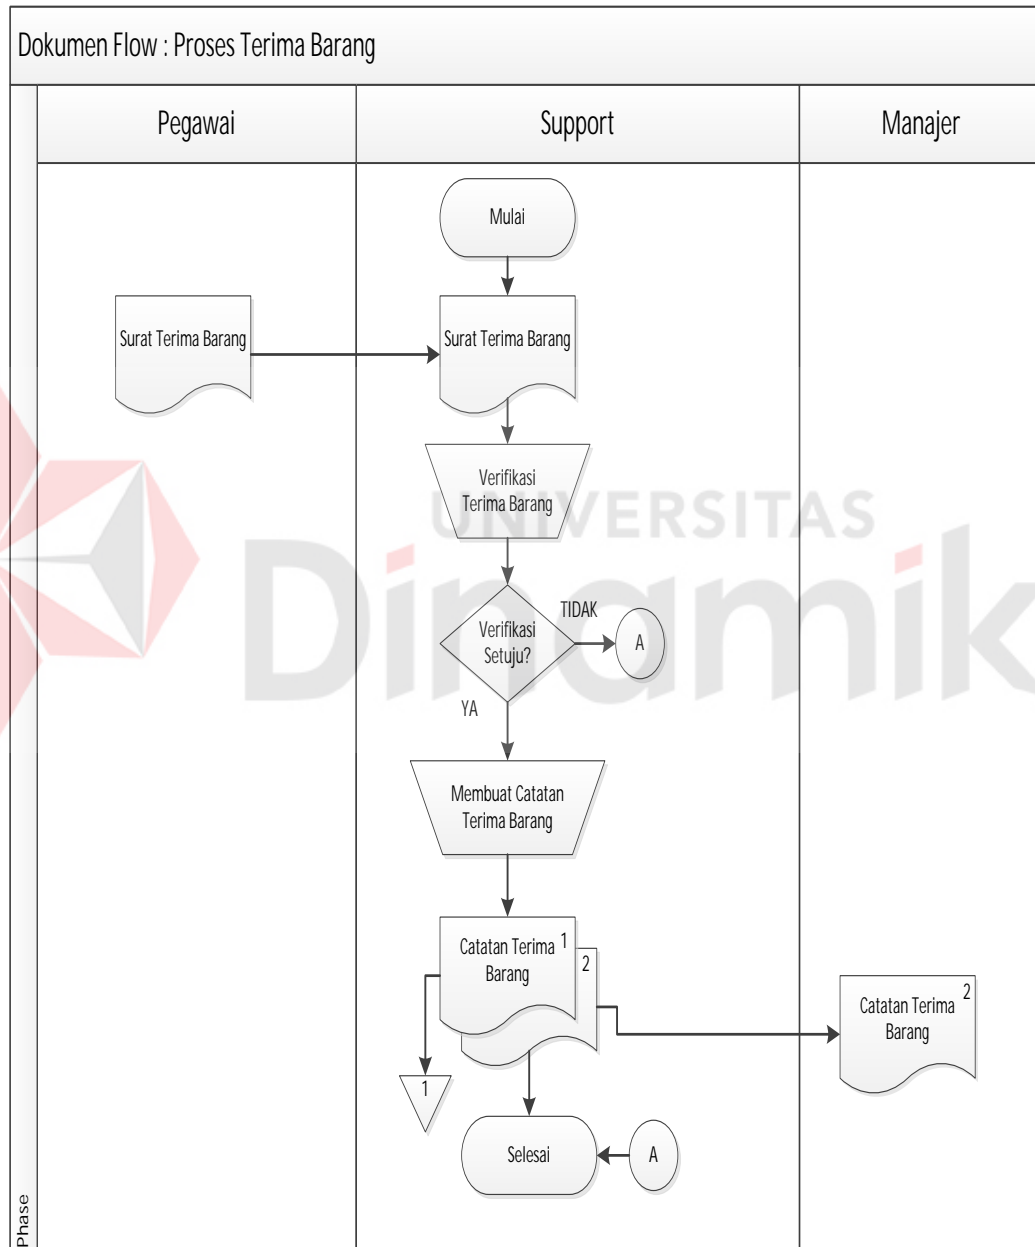 Dokumen Flow : Proses Terima Barang
Pegawai
Support
Manajer
Mulai
Surat Terima Barang
Surat Terima Barang
Verifikasi
Terima Barang
UNIVERSITAS
Dinamik
Verifikasi
Setuju?
TIDAK
A
YA
Membuat Catatan
Terima Barang
Catatan Terima
Barang
1
2
Catatan Terima
Barang
2
1
Selesai
A
Phase